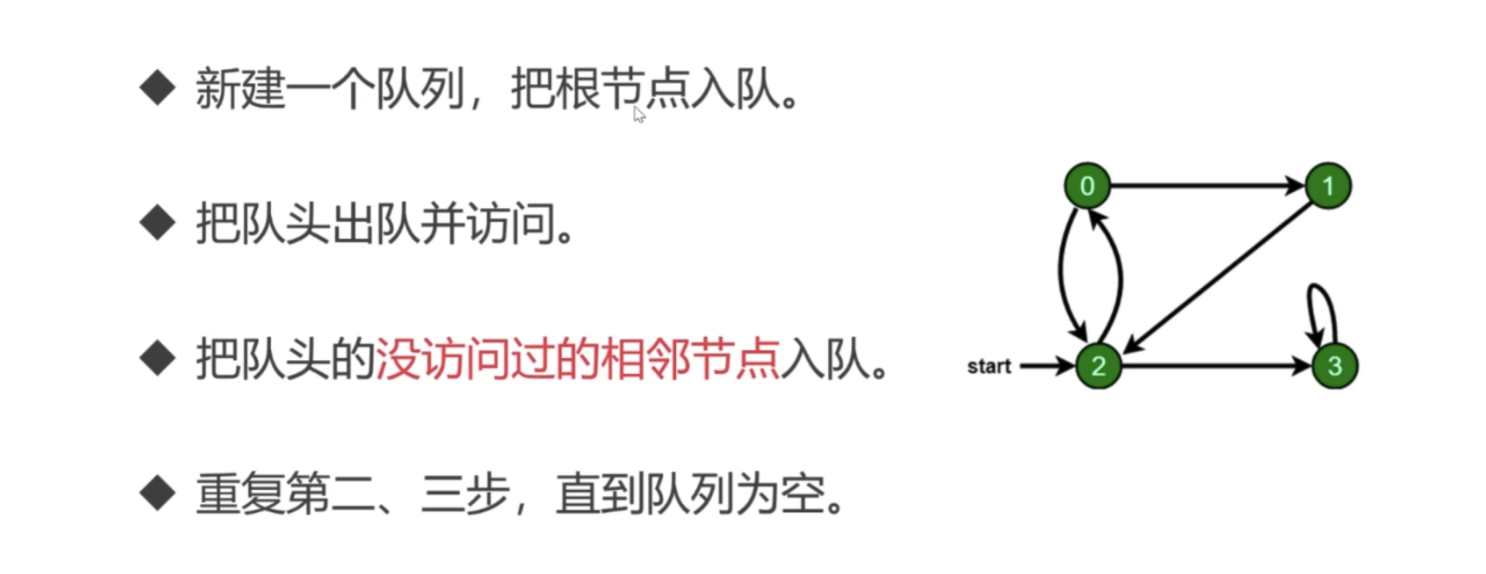 ◆ 新建一个队列，把根节点入队。
◆ 把队头出队并访问。
◆ 把队头的没访问过的相邻节点入队。
◆ 重复第二、三步，直到队列为空。
0
1
start
2
3